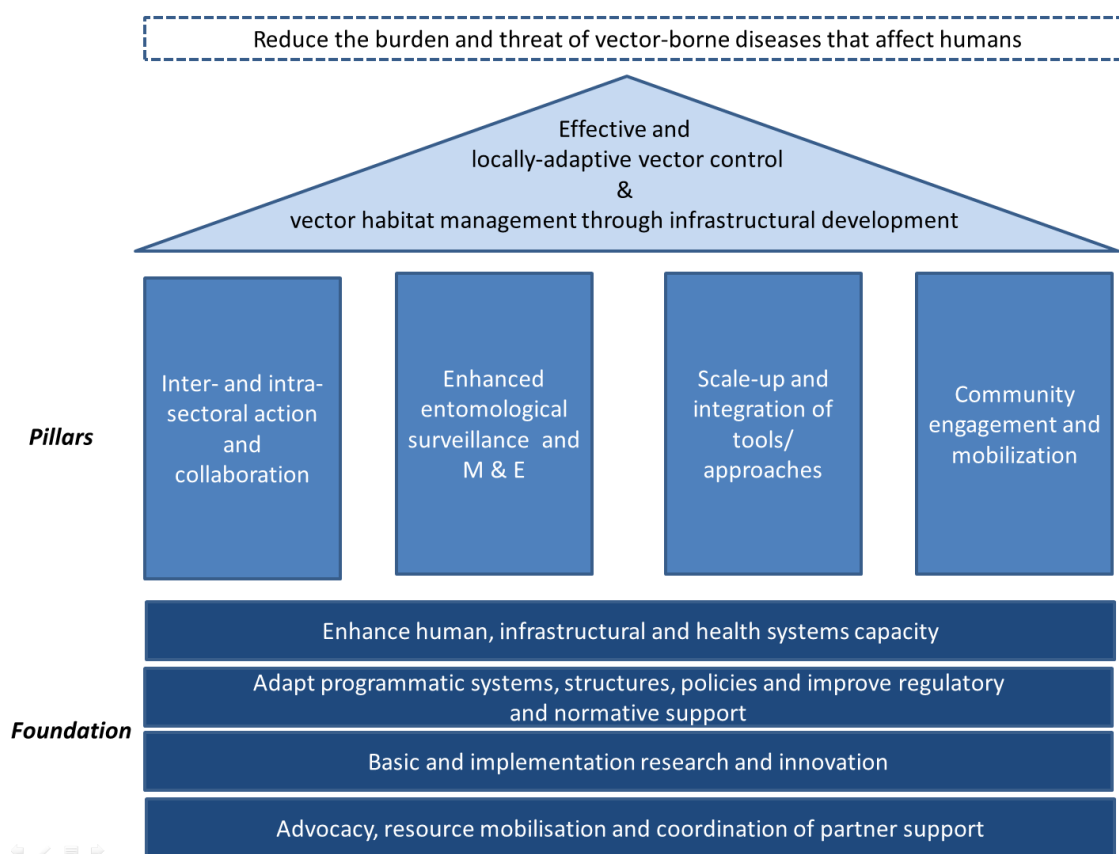 Reduce the burden and threat of vector-borne diseases that affect humans
Effective and
locally-adaptive vector control
&
vector habitat management through infrastructural development
Pillars
Inter- and intra-
sectoral action
and
collaboration
Enhanced
entomological
surveillance and
M & E
Scale-up and
integration of
tools/
approaches
Community
engagement and
mobilization
Foundation
Enhance human, infrastructural and health systems capacity
Adapt programmatic systems, structures, policies and improve regulatory
and normative support
Basic and implementation research and innovation
Advocacy, resource mobilisation and coordination of partner support